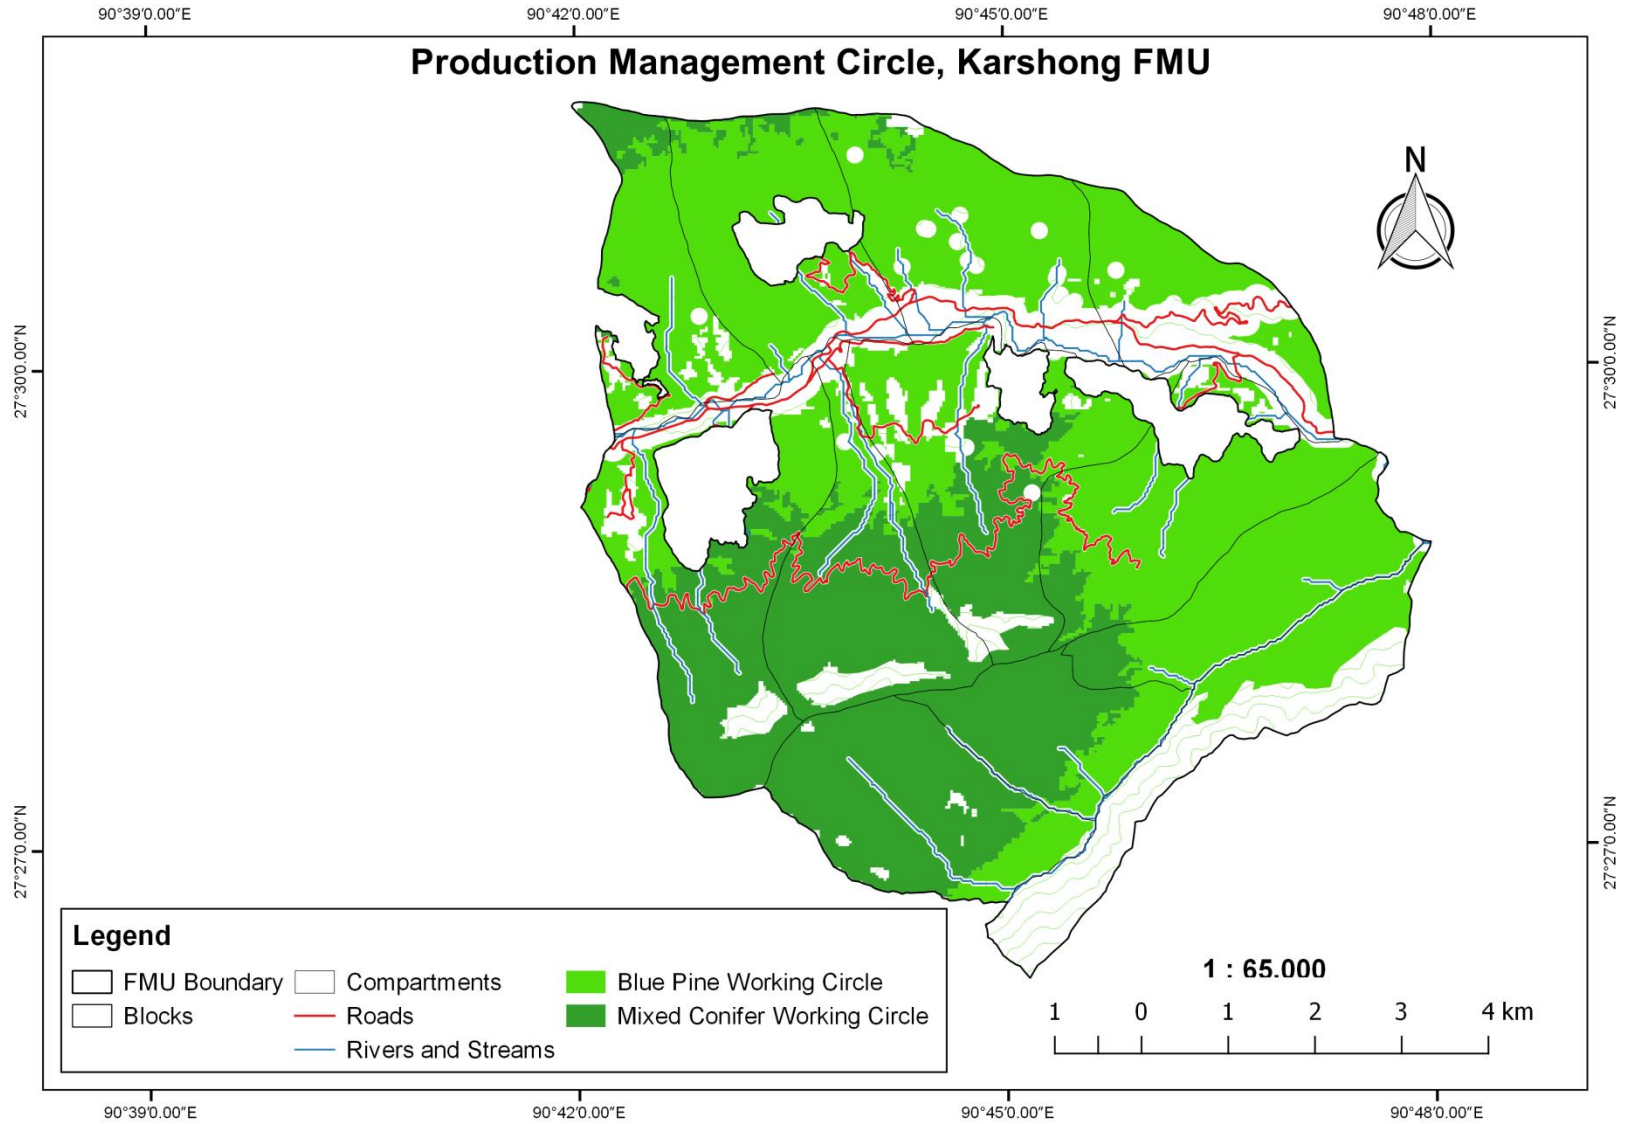 90°39'0.00"E 90°42'0.00"E 90°45'0.00"E 90°48'0.00"E
Production Management Circle, Karshong FMU
N
27°30'0.00"N 27°30'0.00"N
27°27'0.00"N 27°27'0.00"N
Legend
FMU Boundary Compartments Blue Pine Working Circle
Blocks Roads Mixed Conifer Working Circle
Rivers and Streams
1 : 65.000
1 0 1 2 3 4 km
90°39'0.00"E 90°42'0.00"E 90°45'0.00"E 90°48'0.00"E